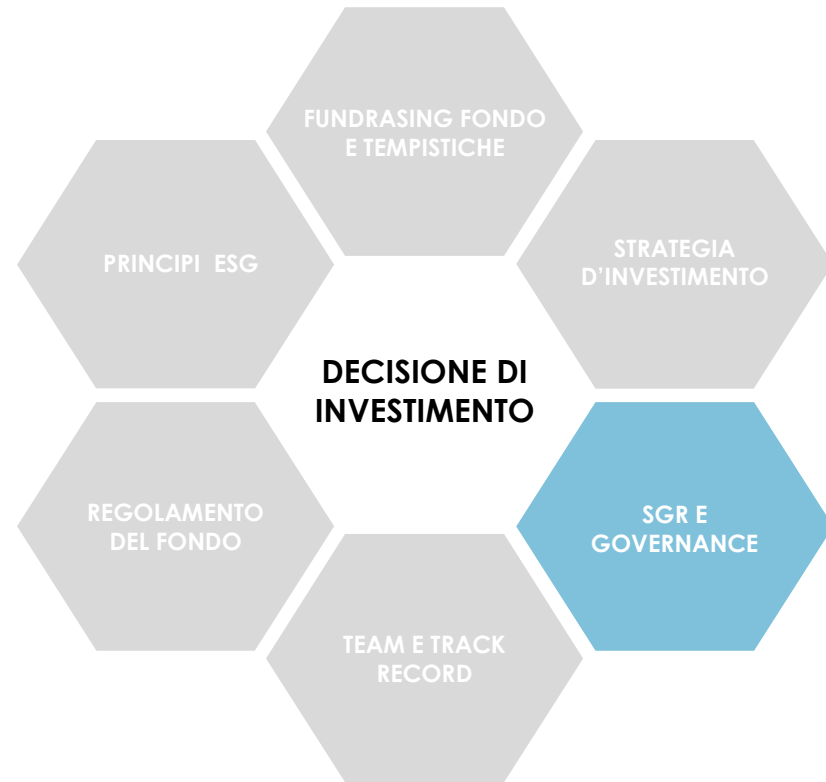 FUNDRASING FONDO
E TEMPISTICHE
PRINCIPI ESG
STRATEGIA
D'INVESTIMENTO
DECISIONE DI
INVESTIMENTO
REGOLAMENTO
DEL FONDO
SGR E
GOVERNANCE
TEAM E TRACK
RECORD